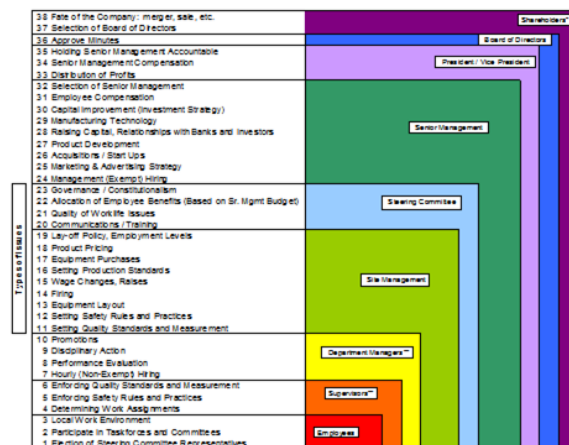 38 Fate of the Company: merger, sale, etc.
37 Selection of Board of Directors
36 Approve Minutes
35 Holding Senior Management Accountable
34 Senior Management Compensation
33 Distribution of Profits
32 Selection of Senior Management
31 Employee Compensation
30 Capital Improvement (Investment Strategy)
29 Manufacturing Technology
28 Raising Capital, Relationships with Banks and Investors
27 Product Development
26 Acquisitions / Start Ups
25 Marketing & Advertising Strategy
24 Management (Exempt) Hiring
23 Governance / Constitutionalism
22 Allocation of Employee Benefits (Based on Sr. Mgmt Budget)
21 Quality of Worklife Issues
20 Communications / Training
19 Lay-off Policy, Employment Levels
18 Product Pricing
17 Equipment Purchases
16 Setting Production Standards
15 Wage Changes, Raises
14 Firing
13 Equipment Layout
12 Setting Safety Rules and Practices
11 Setting Quality Standards and Measurement
10 Promotions
9 Disciplinary Action
8 Performance Evaluation
7 Hourly (Non-Exempt) Hiring
6 Enforcing Quality Standards and Measurement
5 Enforcing Safety Rules and Practices
4 Determining Work Assignments
3 Local Work Environment
2 Participate in Taskforces and Committees
1 Election of Steering Committee Representatives
Types of Issues
Shareholders*
Board of Directors
President / Vice President
Senior Management
Steering Committee
Site Management
Department Managers**
Supervisors**
Employees